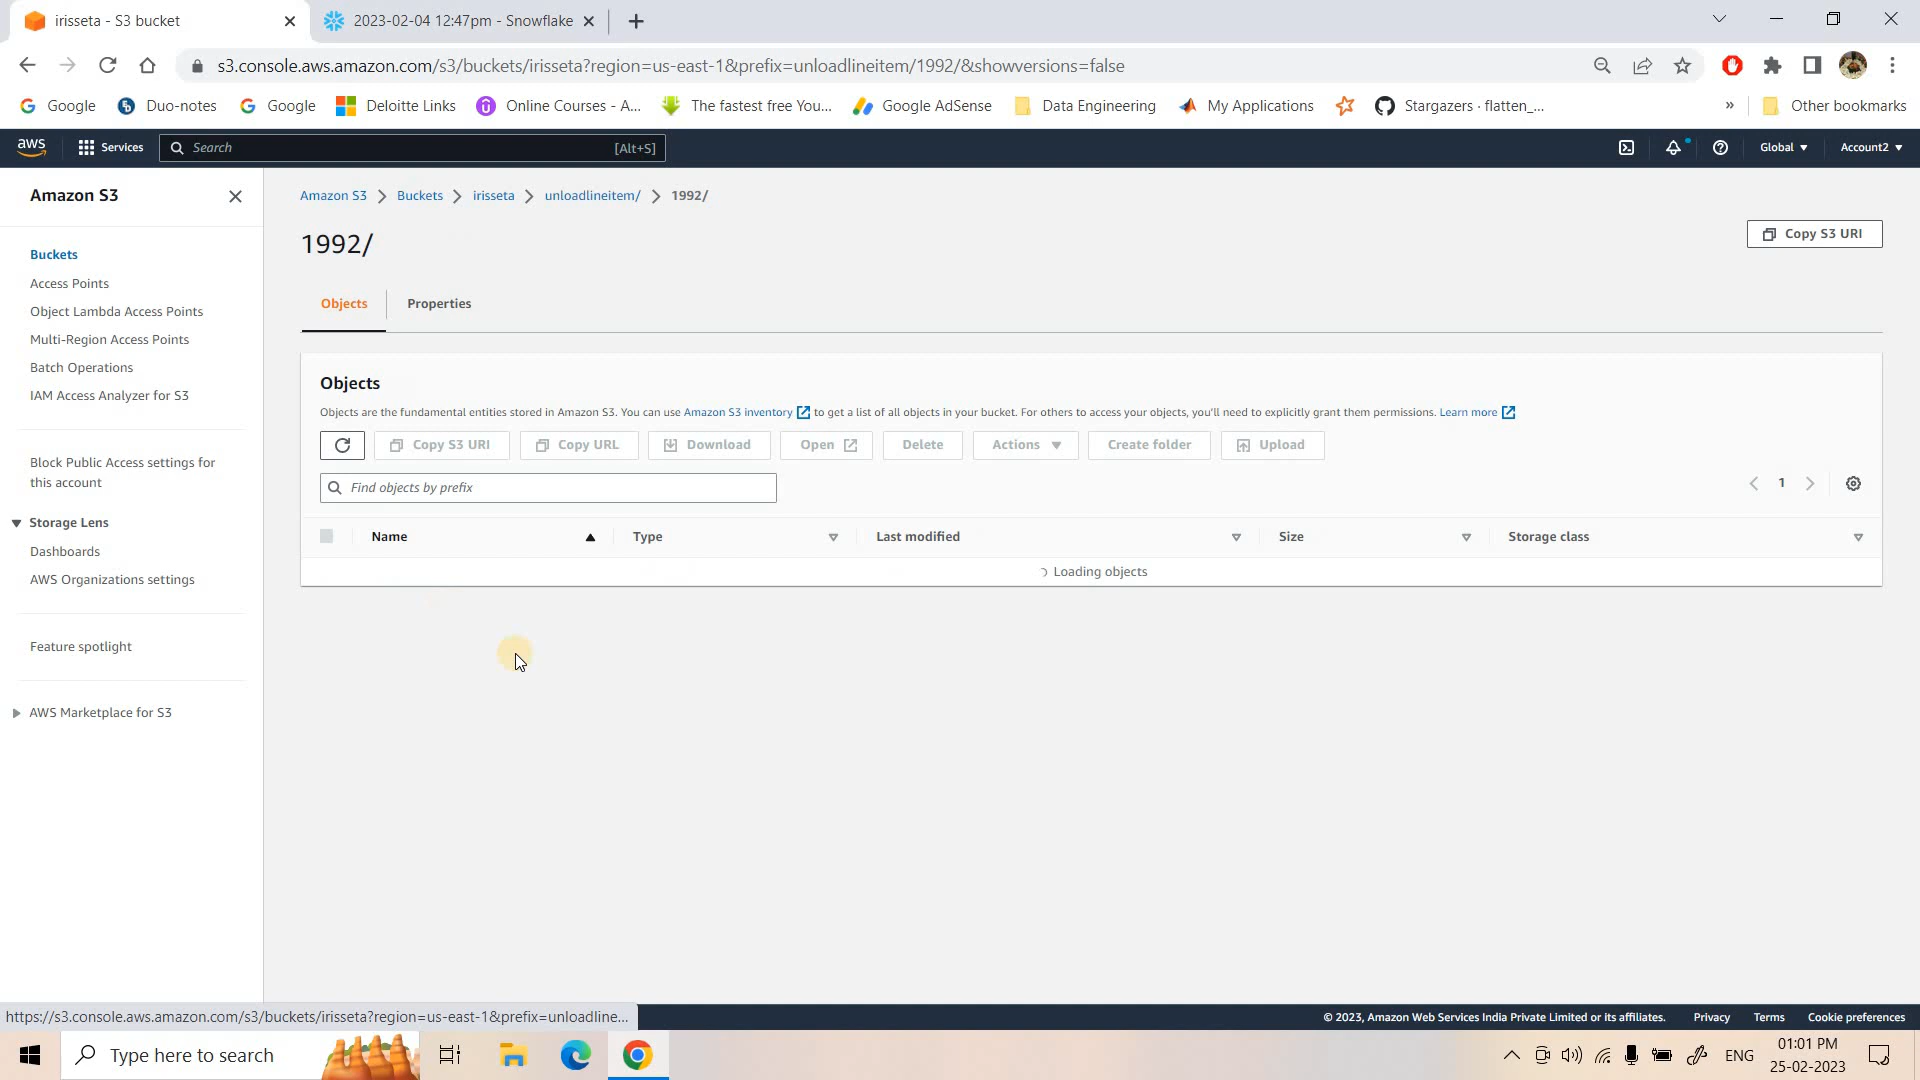 irisseta - S3 bucket
2023-02-04 12:47pm - Snowflake
s3.console.aws.amazon.com/s3/buckets/irisseta?region=us-east-1&prefix=unloadlineitem/1992/&showversions=false
Google
Duo-notes
Google
Deloitte Links
Online Courses - A...
The fastest free You...
Google AdSense
Data Engineering
My Applications
Stargazers · flatten_...
»
Other bookmarks
aws
Services
Search
[Alt+S]
Global
Account2
Amazon S3
Buckets
Access Points
Object Lambda Access Points
Multi-Region Access Points
Batch Operations
IAM Access Analyzer for S3
Block Public Access settings for
this account
Storage Lens
Dashboards
AWS Organizations settings
Feature spotlight
AWS Marketplace for S3
Amazon S3 > Buckets > irisseta > unloadlineitem/ > 1992/
1992/
Copy S3 URI
Objects
Properties
Objects
Objects are the fundamental entities stored in Amazon S3. You can use Amazon S3 inventory to get a list of all objects in your bucket. For others to access your objects, you'll need to explicitly grant them permissions. Learn more
Copy S3 URI
Copy URL
Download
Open
Delete
Actions
Create folder
Upload
Find objects by prefix
1
Name
Type
Last modified
Size
Storage class
Loading objects
https://s3.console.aws.amazon.com/s3/buckets/irisseta?region=us-east-1&prefix=unloadline...
© 2023, Amazon Web Services India Private Limited or its affiliates.
Privacy
Terms
Cookie preferences
Type here to search
ENG
01:01 PM
25-02-2023